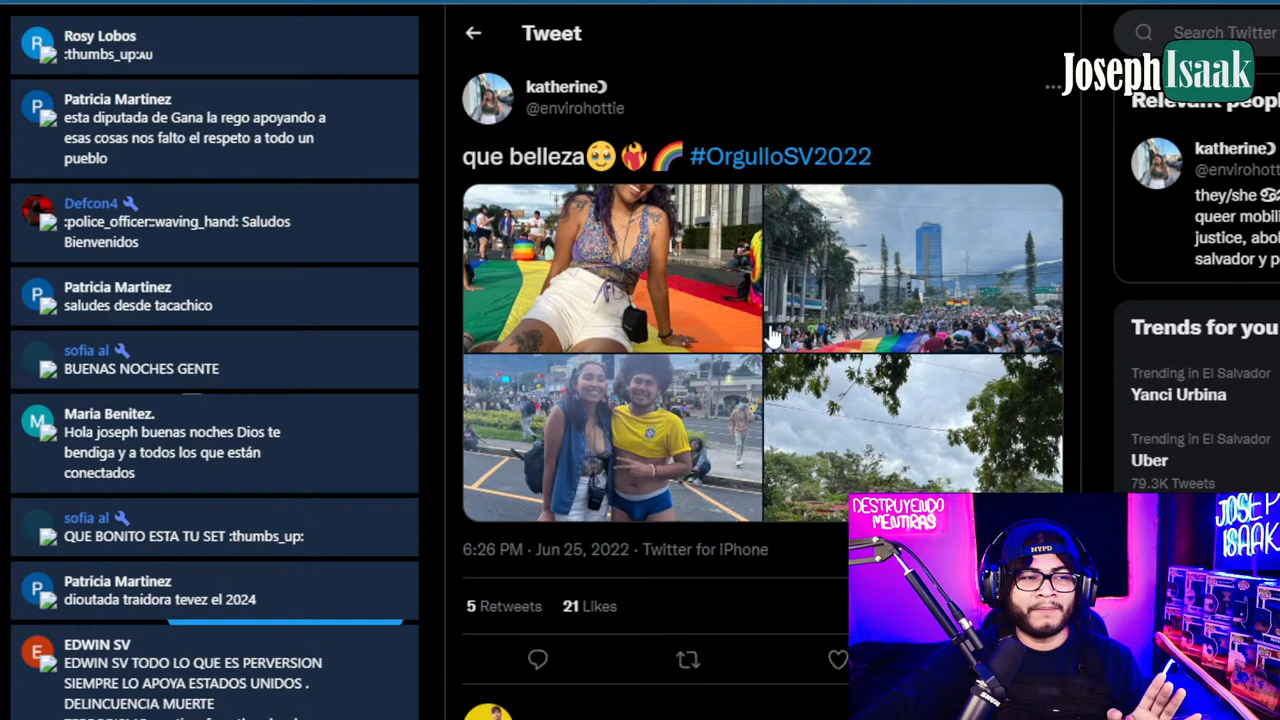 Rosy Lobos
:thumbs_up:AU
Patricia Martinez
esta diputada de Gana la rego apoyando a
esas cosas nos falto el respeto a todo un
pueblo
Defcon4
:police_officer::waving_hand: Saludos
Bienvenidos
Patricia Martinez
saludes desde tacachico
sofia al
BUENAS NOCHES GENTE
Maria Benitez.
Hola joseph buenas noches Dios te
bendiga y a todos los que están
conectados
sofia al
QUE BONITO ESTA TU SET :thumbs_up:
Patricia Martinez
dioutada traidora tevez el 2024
EDWIN SV
EDWIN SV TODO LO QUE ES PERVERSION
SIEMPRE LO APOYA ESTADOS UNIDOS .
DELINCUENCIA MUERTE
Tweet
katherine
@envirohottie
que belleza🥹❤️‍🔥🌈 #OrgulloSV2022
6:26 PM · Jun 25, 2022 · Twitter for iPhone
5 Retweets 21 Likes
Search Twitter
Joseph Isaak
Relevant people
katherine
@envirohott
they/she
queer mobili
justice, abol
salvador y p
Trends for you
Trending in El Salvador
Yanci Urbina
Trending in El Salvador
Uber
79.3K Tweets
DESTRUYENDO
MENTIRAS
NYPD
JOSEP
ISAAK